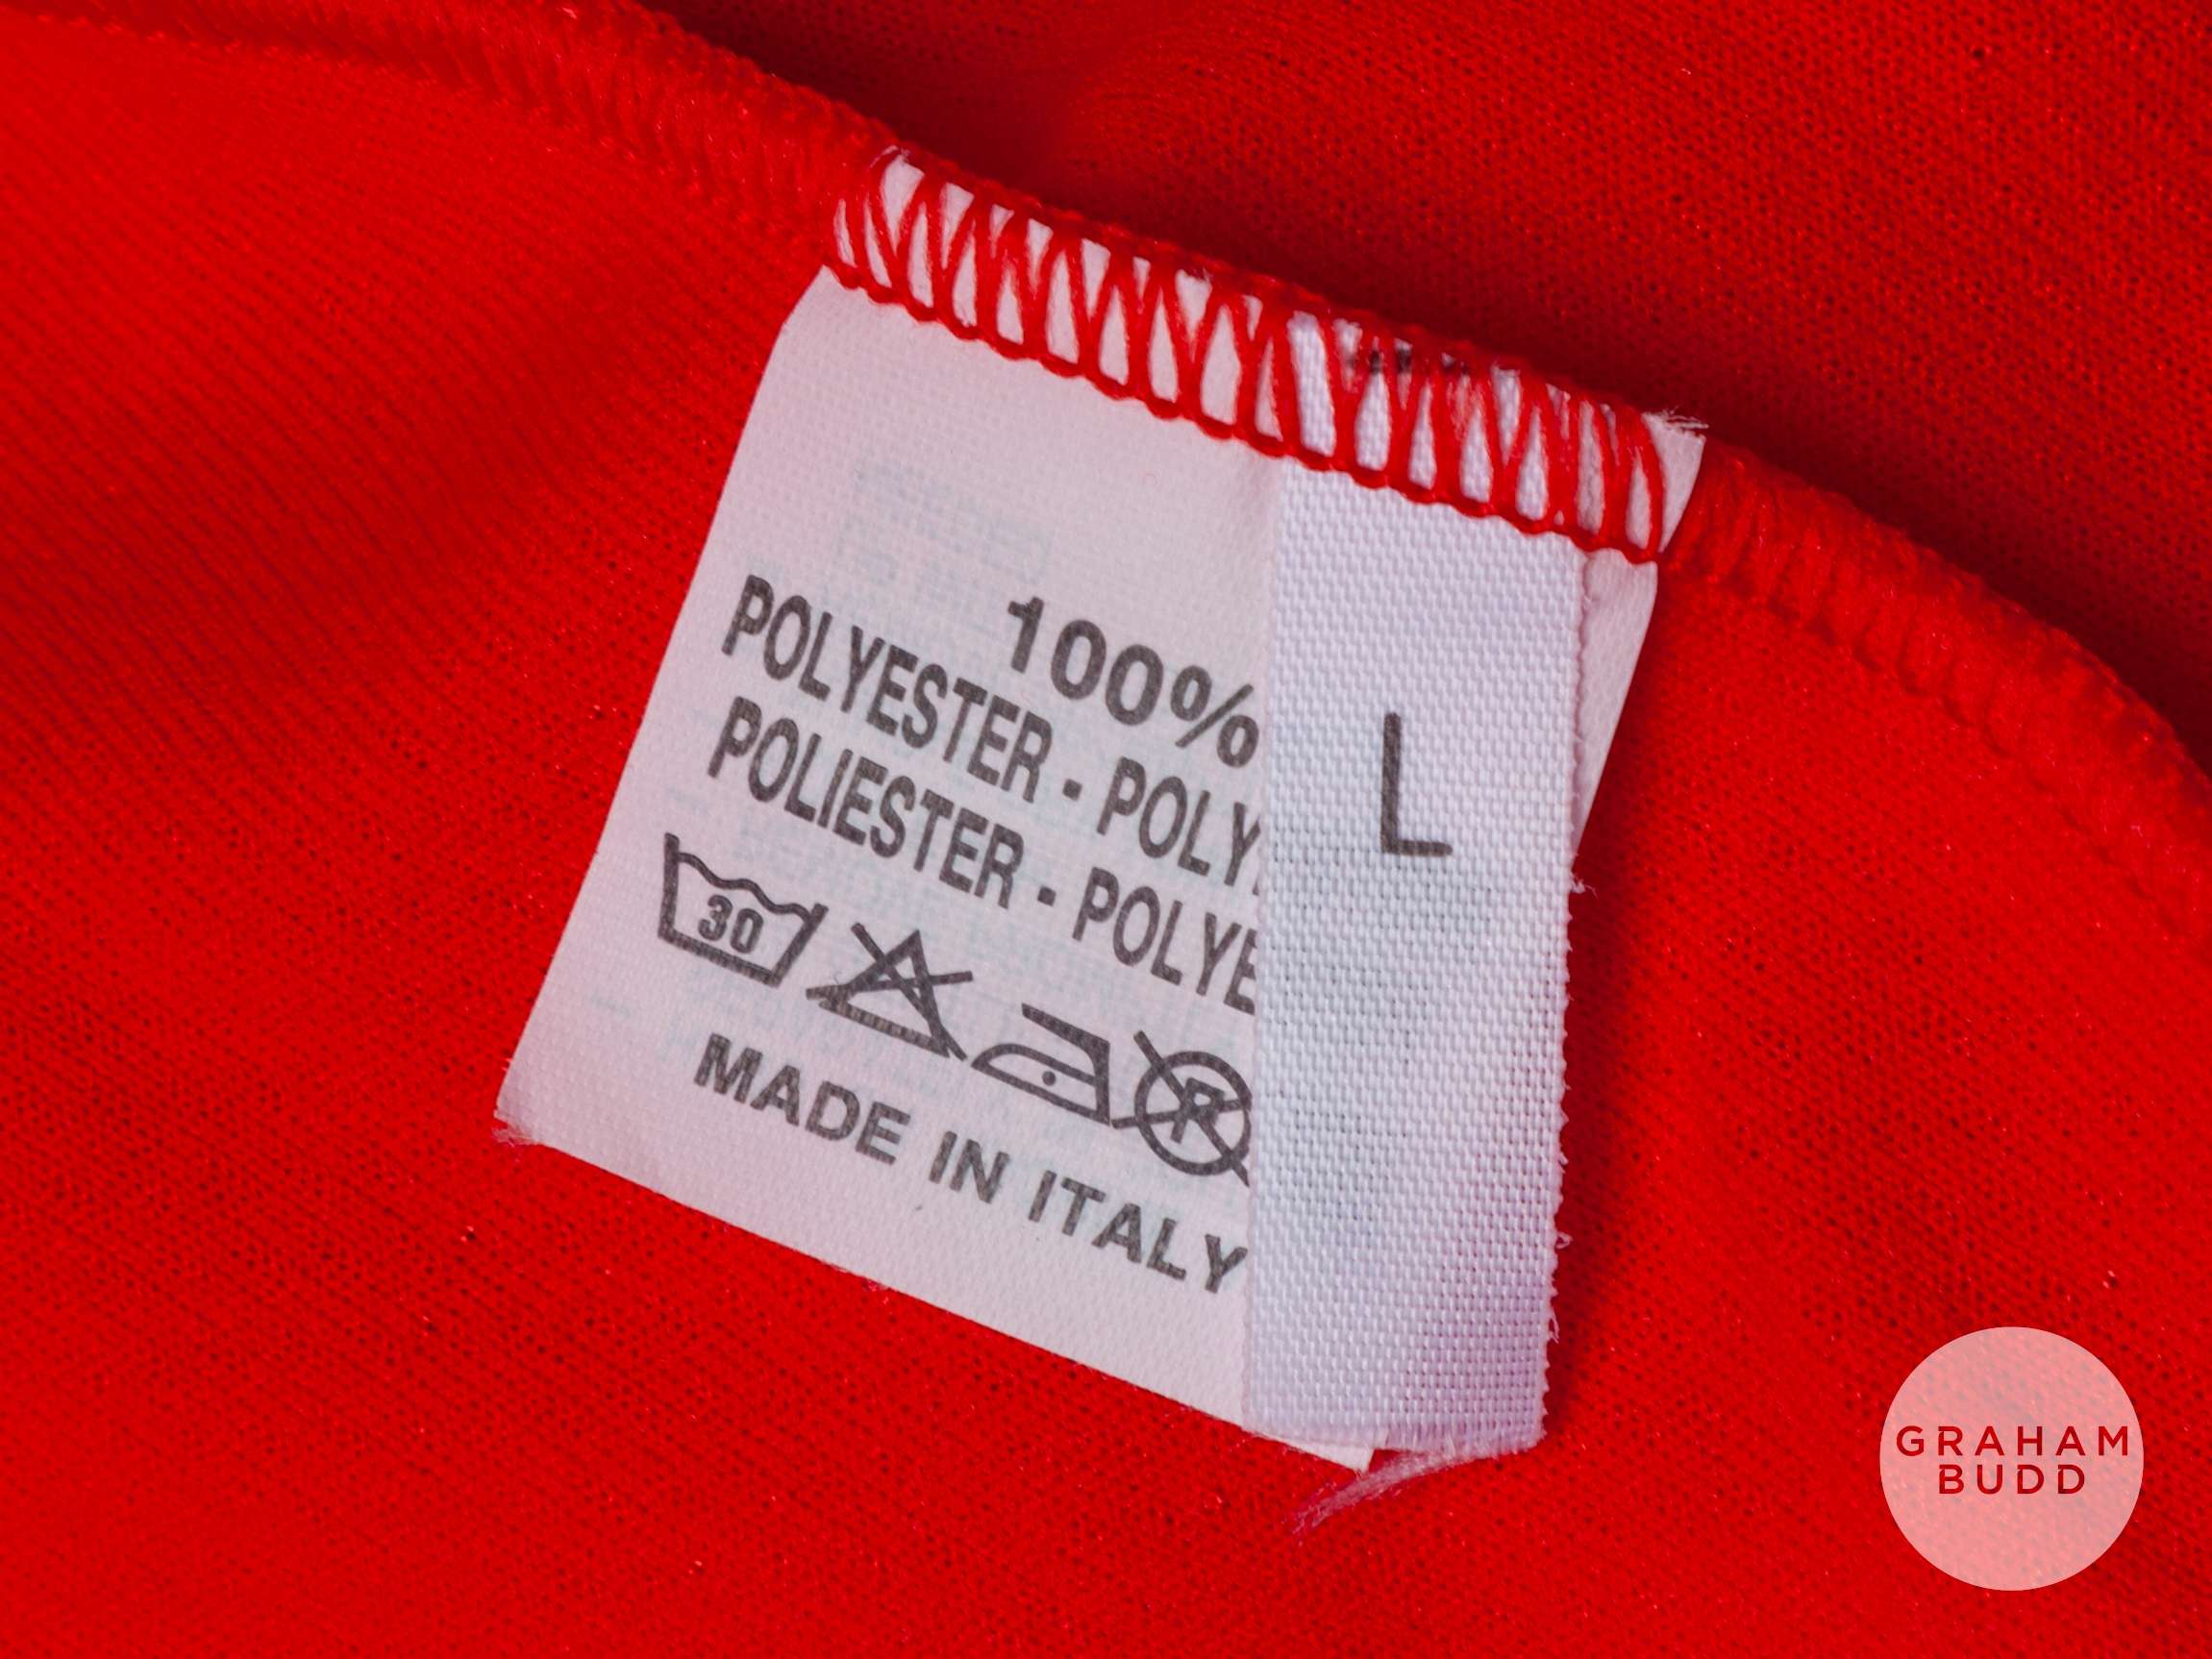 100%
POLYESTER - POLY
POLIESTER - POLYE
30
MADE IN ITALY
L
GRAHAM
BUDD